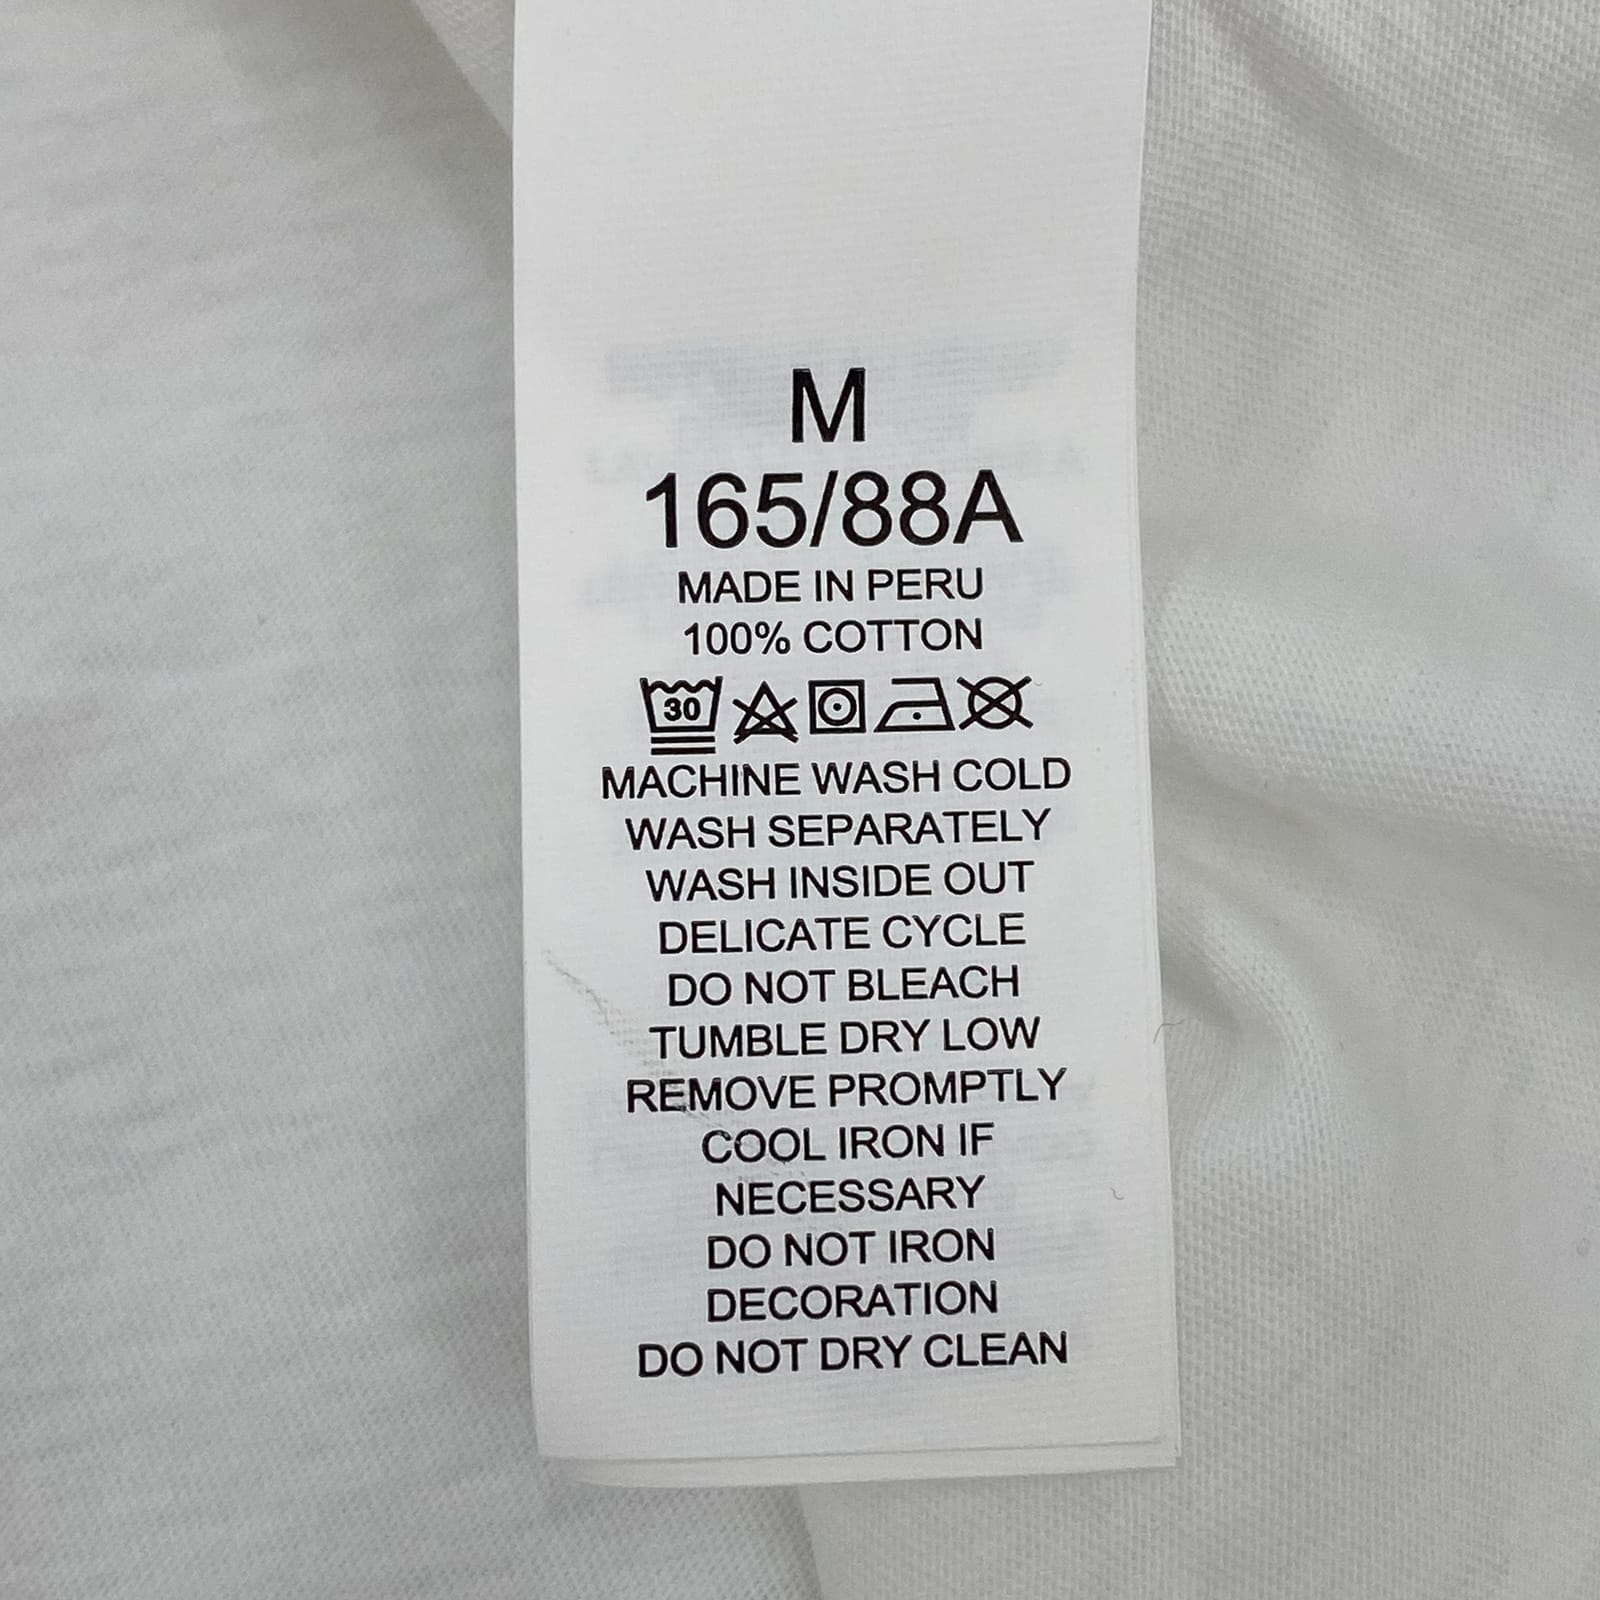 M
165/88A
MADE IN PERU
100% COTTON
30
MACHINE WASH COLD
WASH SEPARATELY
WASH INSIDE OUT
DELICATE CYCLE
DO NOT BLEACH
TUMBLE DRY LOW
REMOVE PROMPTLY
COOL IRON IF
NECESSARY
DO NOT IRON
DECORATION
DO NOT DRY CLEAN